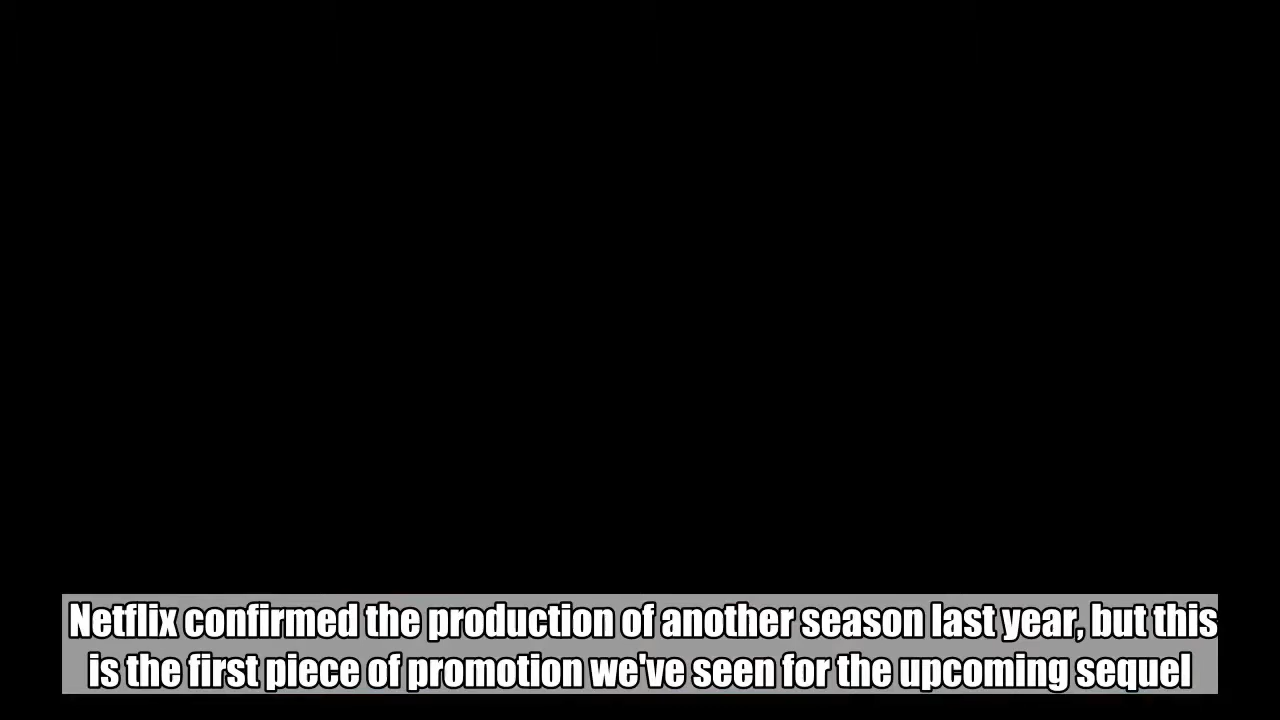 Netflix confirmed the production of another season last year, but this
is the first piece of promotion we've seen for the upcoming sequel